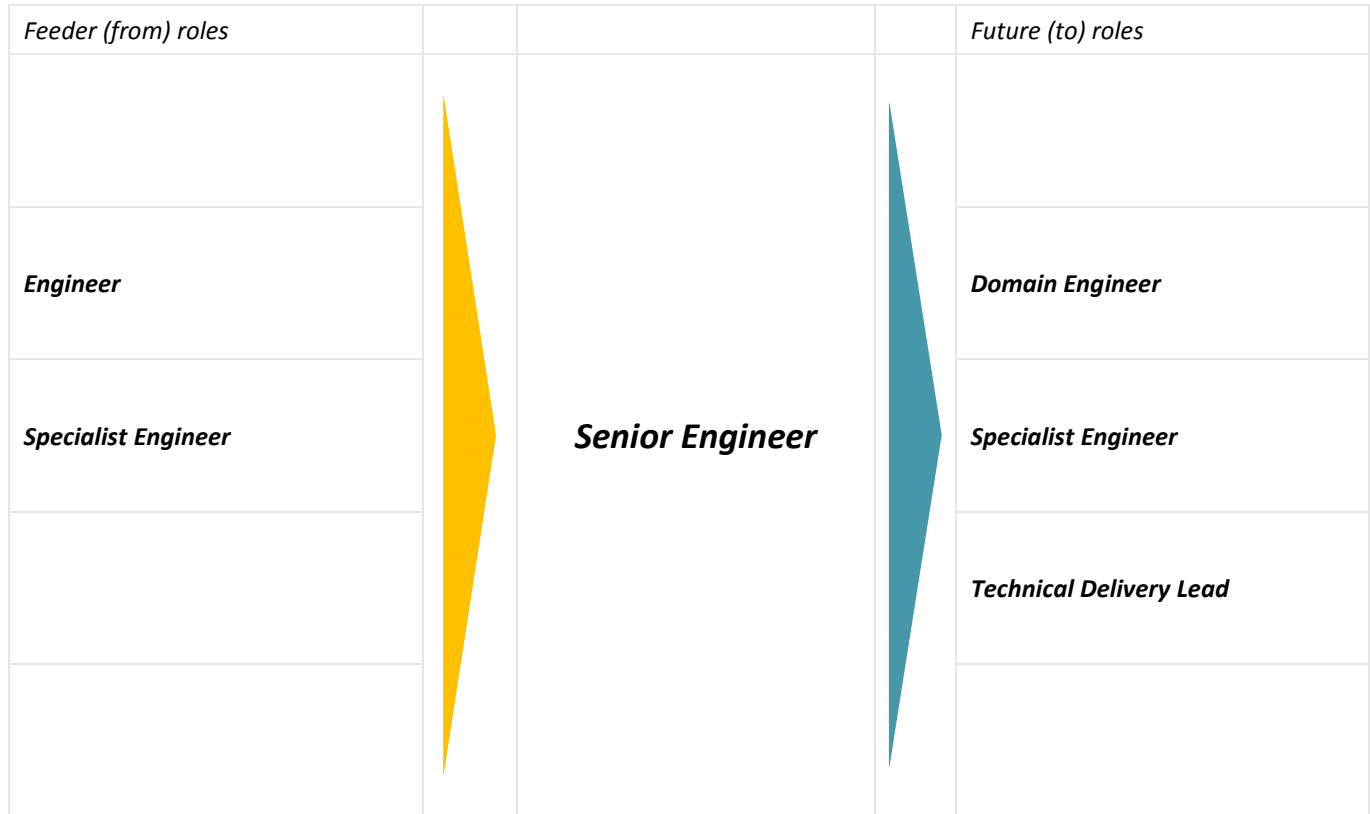 Feeder (from) roles
Future (to) roles
Engineer
Domain Engineer
Specialist Engineer
Senior Engineer
Specialist Engineer
Technical Delivery Lead